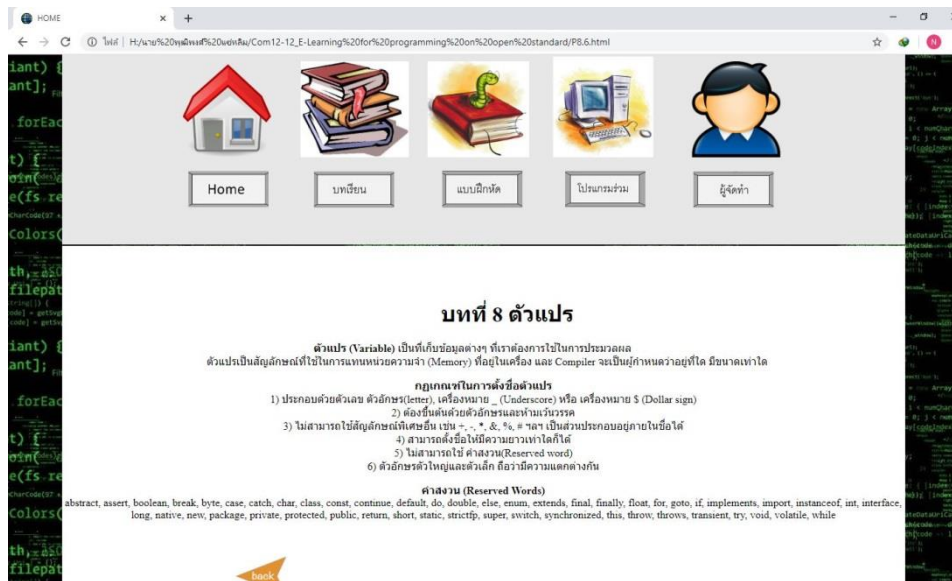 HOME
ไฟล์ | H:/นาย%20พุฒิพงศ์%20แซ่หลิม/Com12-12_E-Learning%20for%20programming%20on%20open%20standard/P8.6.html
N
Home
บทเรียน
แบบฝึกหัด
โปรแกรมร่วม
ผู้จัดทำ
บทที่ 8 ตัวแปร
ตัวแปร (Variable) เป็นที่เก็บข้อมูลต่างๆ ที่เราต้องการใช้ในการประมวลผล
ตัวแปรเป็นสัญลักษณ์ที่ใช้ในการแทนหน่วยความจำ (Memory) ที่อยู่ในเครื่อง และ Compiler จะเป็นผู้กำหนดว่าอยู่ที่ใด มีขนาดเท่าใด
กฎเกณฑ์ในการตั้งชื่อตัวแปร
1) ประกอบด้วยตัวเลข ตัวอักษร(letter), เครื่องหมาย _ (Underscore) หรือ เครื่องหมาย $ (Dollar sign)
2) ต้องขึ้นต้นด้วยตัวอักษรและห้ามเว้นวรรค
3) ไม่สามารถใช้สัญลักษณ์พิเศษอื่น เช่น +, -, *, &, %, # ฯลฯ เป็นส่วนประกอบอยู่ภายในชื่อได้
4) สามารถตั้งชื่อให้มีความยาวเท่าใดก็ได้
5) ไม่สามารถใช้ คำสงวน(Reserved word)
6) ตัวอักษรตัวใหญ่และตัวเล็ก ถือว่ามีความแตกต่างกัน
คำสงวน (Reserved Words)
abstract, assert, boolean, break, byte, case, catch, char, class, const, continue, default, do, double, else, enum, extends, final, finally, float, for, goto, if, implements, import, instanceof, int, interface,
long, native, new, package, private, protected, public, return, short, static, strictfp, super, switch, synchronized, this, throw, throws, transient, try, void, volatile, while
back